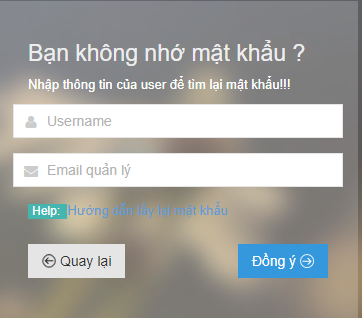 Bạn không nhớ mật khẩu ?
Nhập thông tin của user để tìm lại mật khẩu!!!
Username
Email quản lý
Help: Hướng dẫn lấy lại mật khẩu
Quay lại
Đồng ý